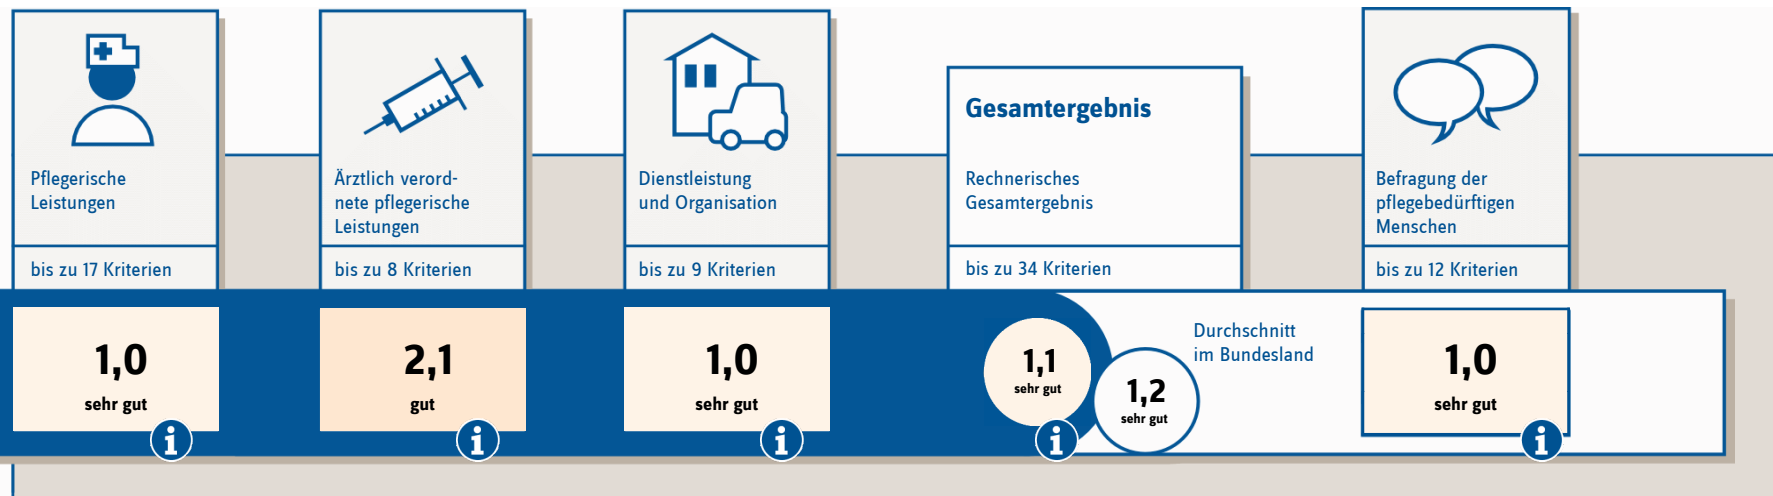 Pflegerische
Leistungen
bis zu 17 Kriterien
1,0
sehr gut
i
Ärztlich verord-
nete pflegerische
Leistungen
bis zu 8 Kriterien
2,1
gut
i
Dienstleistung
und Organisation
bis zu 9 Kriterien
1,0
sehr gut
i
Gesamtergebnis
Rechnerisches
Gesamtergebnis
bis zu 34 Kriterien
1,1
sehr gut
i
1,2
sehr gut
Durchschnitt
im Bundesland
Befragung der
pflegebedürftigen
Menschen
bis zu 12 Kriterien
1,0
sehr gut
i